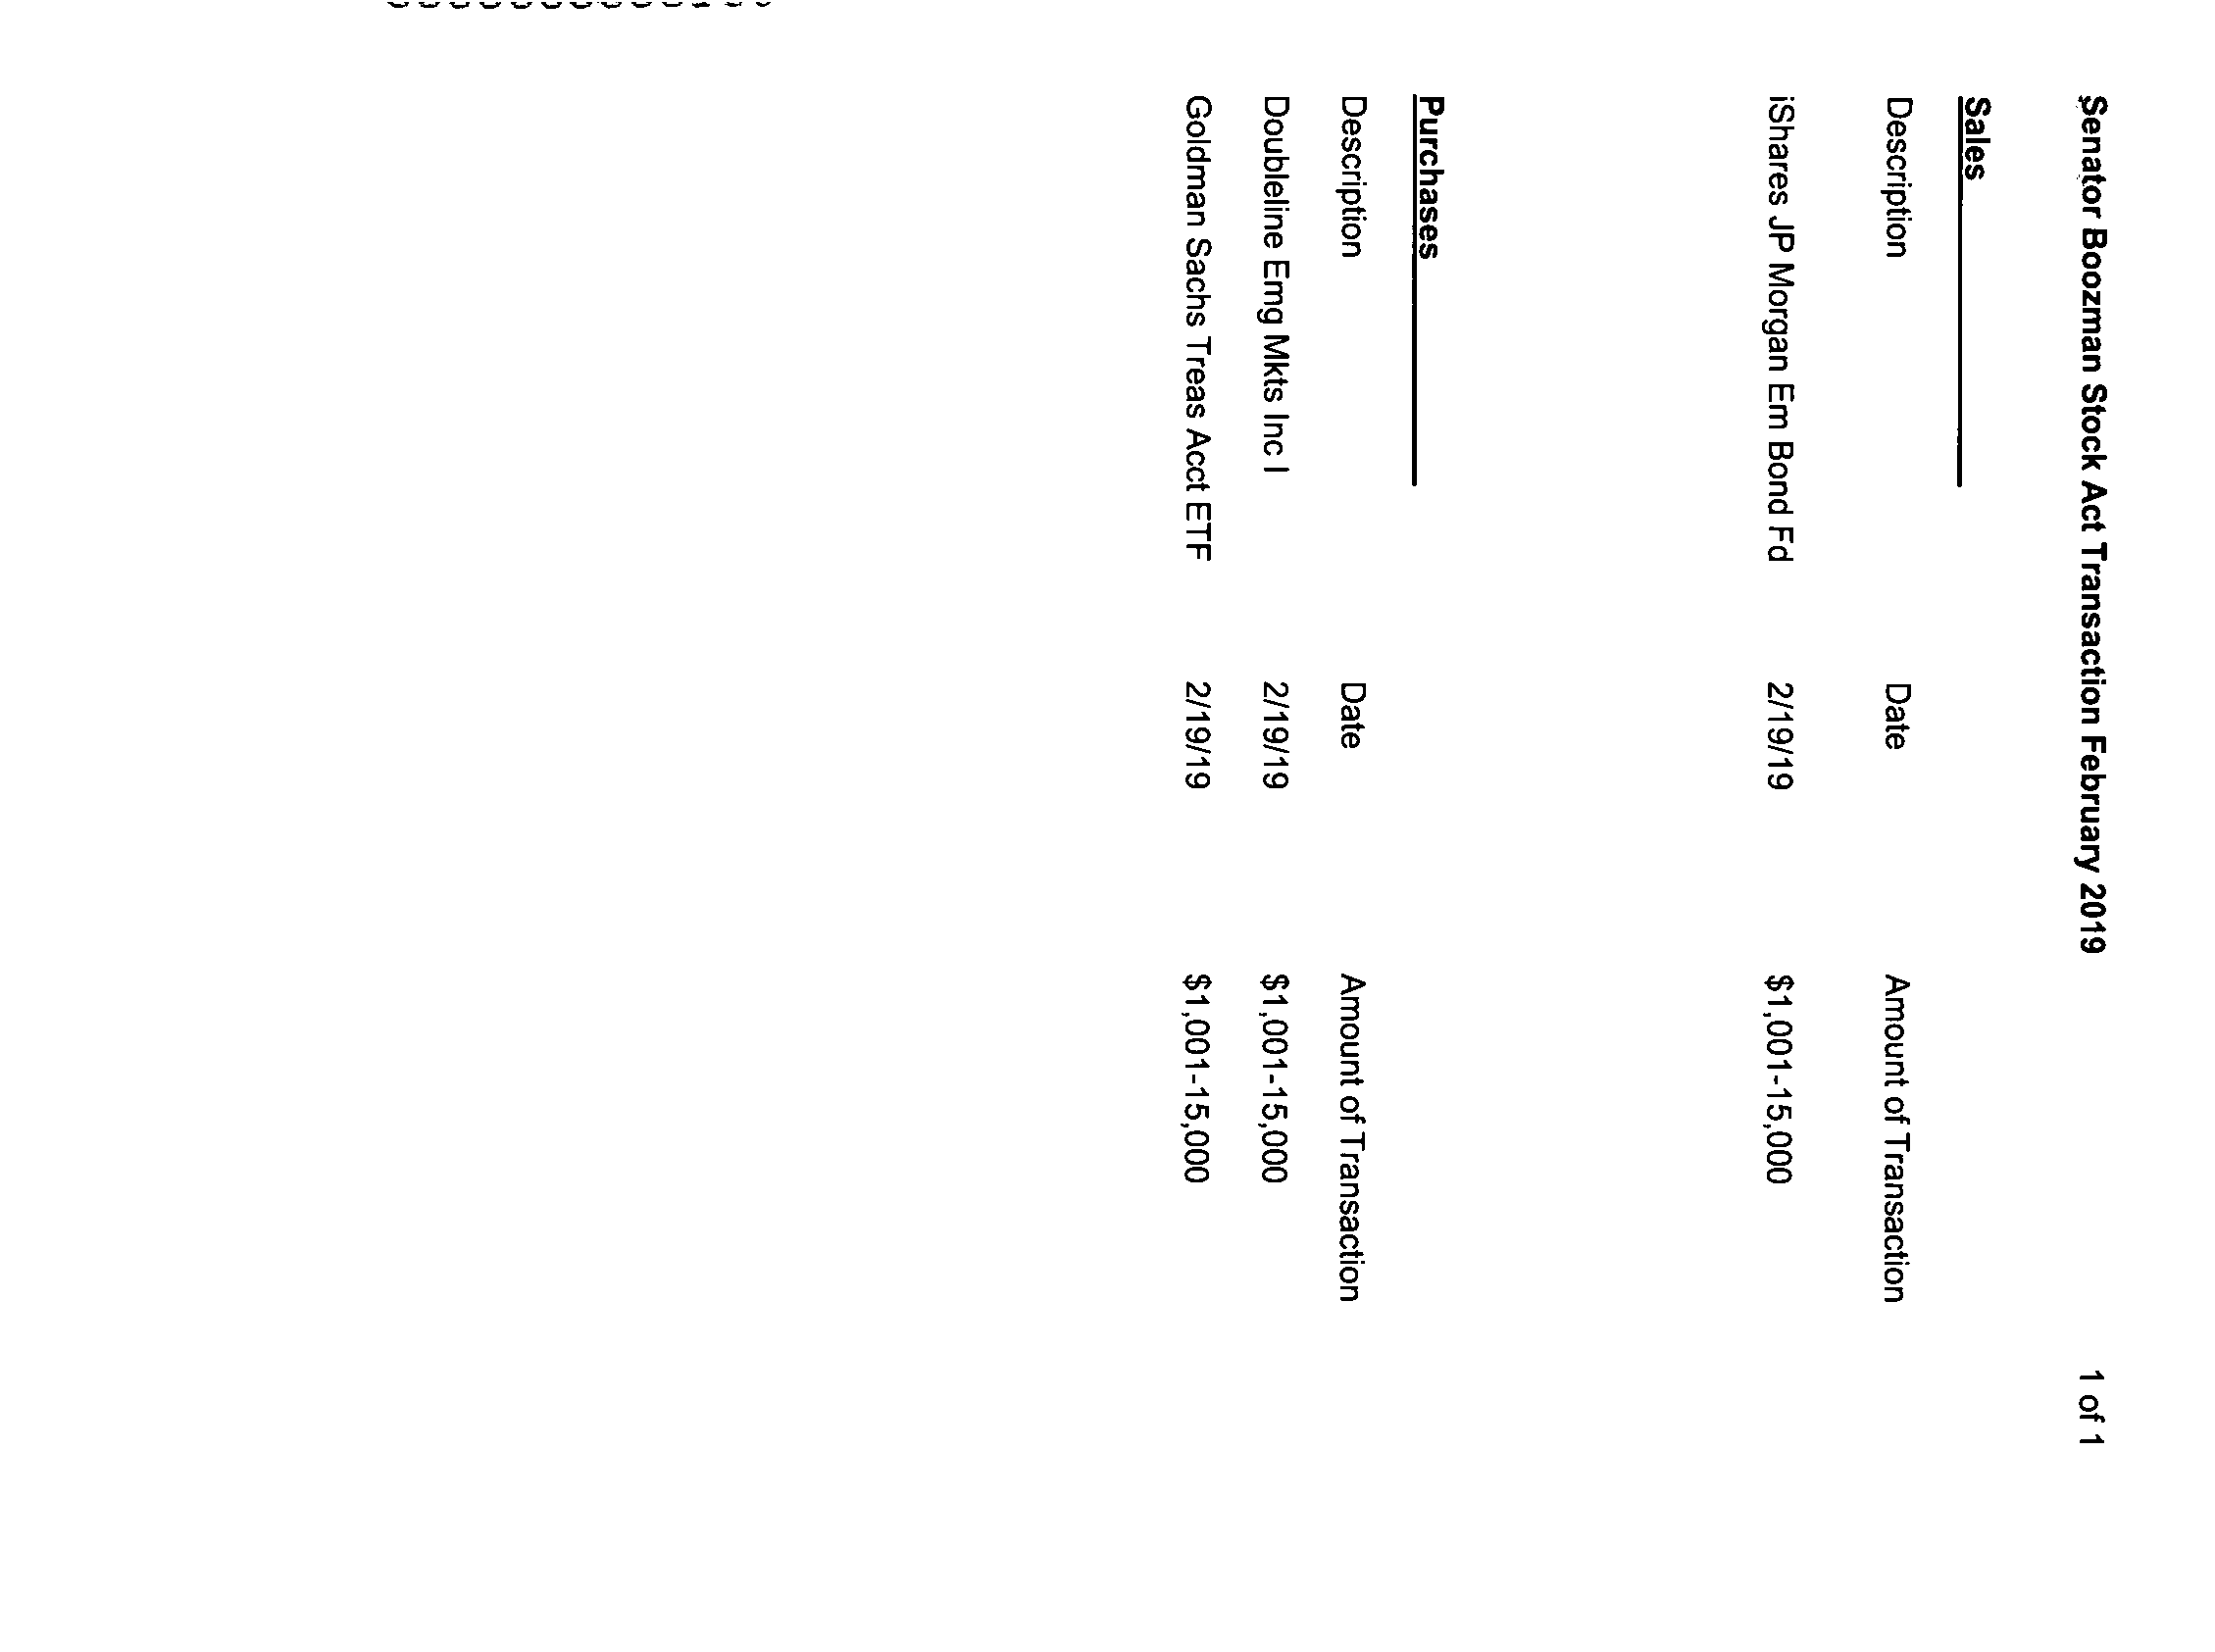 Senator Boozman Stock Act Transaction February 2019 1 of 1
Sales
Description Date Amount of Transaction
iShares JP Morgan Em Bond Fd 2/19/19 $1,001-15,000
Purchases
Description Date Amount of Transaction
Doubleline Emg Mkts Inc I 2/19/19 $1,001-15,000
Goldman Sachs Treas Acct ETF 2/19/19 $1,001-15,000